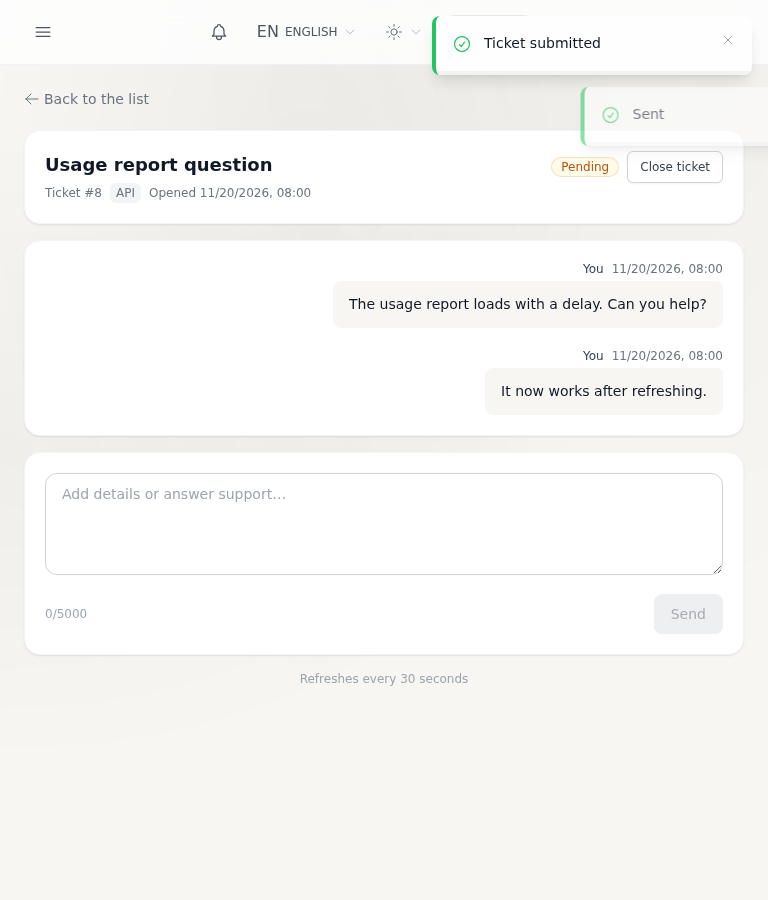 EN ENGLISH
Ticket submitted
Back to the list
Sent
Usage report question
Pending
Close ticket
Ticket #8 API Opened 11/20/2026, 08:00
You 11/20/2026, 08:00
The usage report loads with a delay. Can you help?
You 11/20/2026, 08:00
It now works after refreshing.
Add details or answer support...
0/5000
Send
Refreshes every 30 seconds